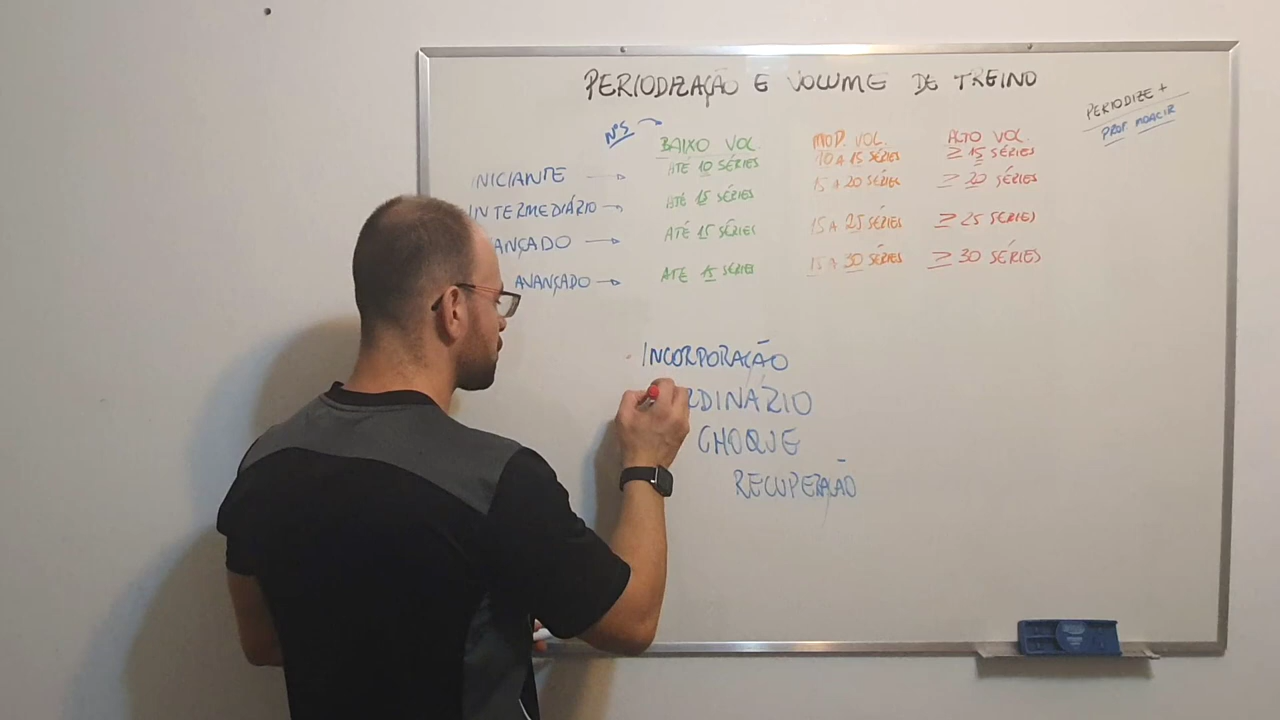 PERIODIZAÇÃO E VOLUME DE TREINO
PERIODIZE +
PROF. MOACIR
NºS
BAIXO VOL. MOD. VOL. ALTO VOL.
INICIANTE ATÉ 10 SÉRIES 10 A 15 SÉRIES ≥ 15 SÉRIES
INTERMEDIÁRIO ATÉ 15 SÉRIES 15 A 20 SÉRIES ≥ 20 SÉRIES
ANÇADO ATÉ 15 SÉRIES 15 A 25 SÉRIES ≥ 25 SÉRIES
AVANÇADO ATÉ 15 SÉRIES 15 A 30 SÉRIES ≥ 30 SÉRIES
INCORPORAÇÃO
RDINÁRIO
CHOQUE
RECUPERAÇÃO